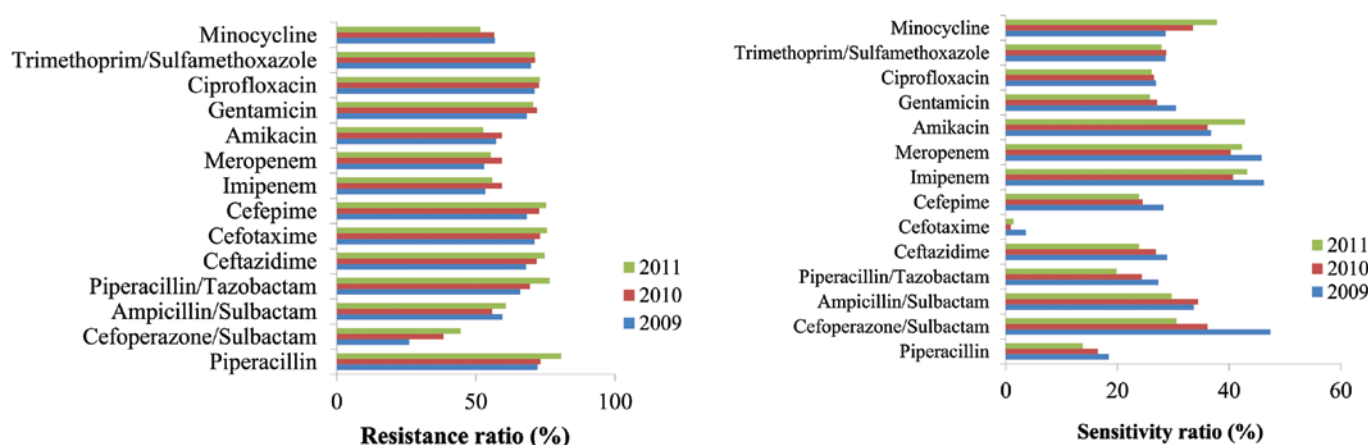 Minocycline
Trimethoprim/Sulfamethoxazole
Ciprofloxacin
Gentamicin
Amikacin
Meropenem
Imipenem
Cefepime
Cefotaxime
Ceftazidime
Piperacillin/Tazobactam
Ampicillin/Sulbactam
Cefoperazone/Sulbactam
Piperacillin
2011
2010
2009
0 50 100
Resistance ratio (%)
Minocycline
Trimethoprim/Sulfamethoxazole
Ciprofloxacin
Gentamicin
Amikacin
Meropenem
Imipenem
Cefepime
Cefotaxime
Ceftazidime
Piperacillin/Tazobactam
Ampicillin/Sulbactam
Cefoperazone/Sulbactam
Piperacillin
2011
2010
2009
0 20 40 60
Sensitivity ratio (%)